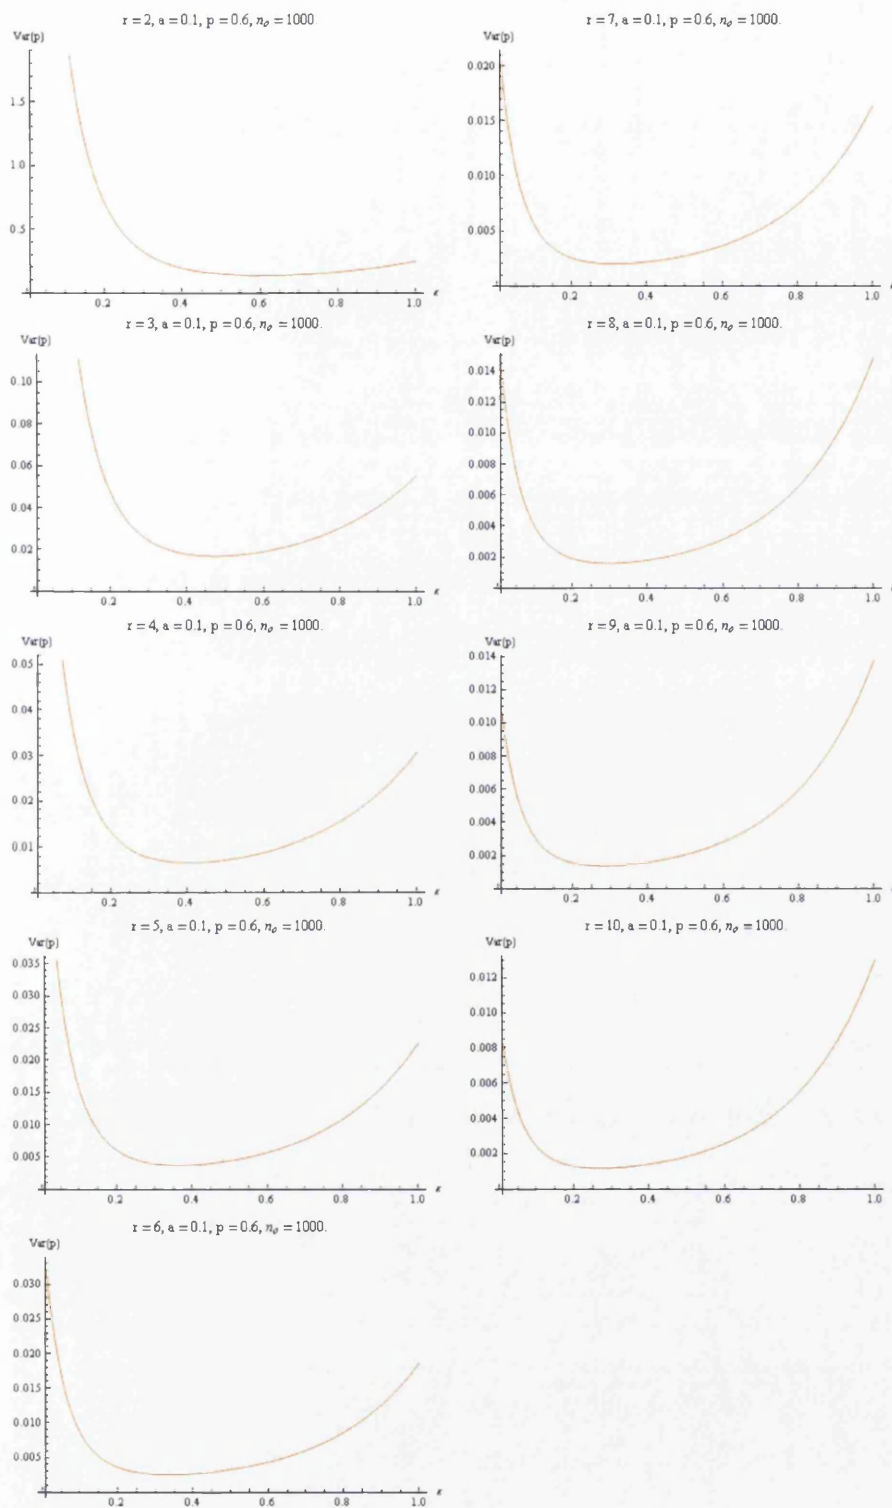 r = 2, a = 0.1, p = 0.6, nₒ = 1000.
Var(p)
1.5
1.0
0.5
0.2 0.4 0.6 0.8 1.0 κ
r = 3, a = 0.1, p = 0.6, nₒ = 1000.
Var(p)
0.10
0.08
0.06
0.04
0.02
0.2 0.4 0.6 0.8 1.0 κ
r = 4, a = 0.1, p = 0.6, nₒ = 1000.
Var(p)
0.05
0.04
0.03
0.02
0.01
0.2 0.4 0.6 0.8 1.0 κ
r = 5, a = 0.1, p = 0.6, nₒ = 1000.
Var(p)
0.035
0.030
0.025
0.020
0.015
0.010
0.005
0.2 0.4 0.6 0.8 1.0 κ
r = 6, a = 0.1, p = 0.6, nₒ = 1000.
Var(p)
0.030
0.025
0.020
0.015
0.010
0.005
0.2 0.4 0.6 0.8 1.0 κ
r = 7, a = 0.1, p = 0.6, nₒ = 1000.
Var(p)
0.020
0.015
0.010
0.005
0.2 0.4 0.6 0.8 1.0
r = 8, a = 0.1, p = 0.6, nₒ = 1000.
Var(p)
0.014
0.012
0.010
0.008
0.006
0.004
0.002
0.2 0.4 0.6 0.8 1.0
r = 9, a = 0.1, p = 0.6, nₒ = 1000.
Var(p)
0.014
0.012
0.010
0.008
0.006
0.004
0.002
0.2 0.4 0.6 0.8 1.0
r = 10, a = 0.1, p = 0.6, nₒ = 1000.
Var(p)
0.012
0.010
0.008
0.006
0.004
0.002
0.2 0.4 0.6 0.8 1.0